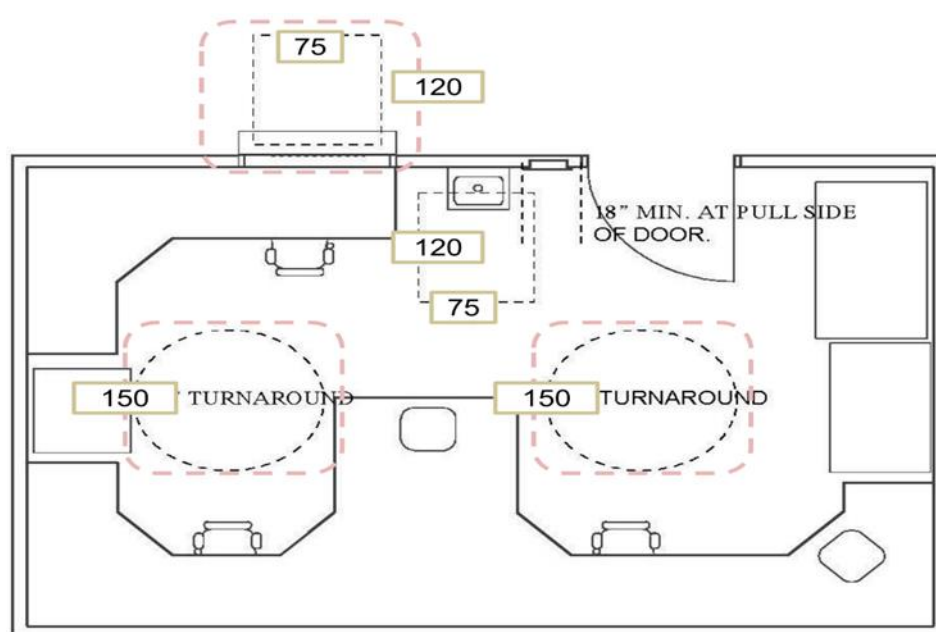 75
120
18” MIN. AT PULL SIDE
OF DOOR.
120
75
150 TURNAROUND
150 TURNAROUND